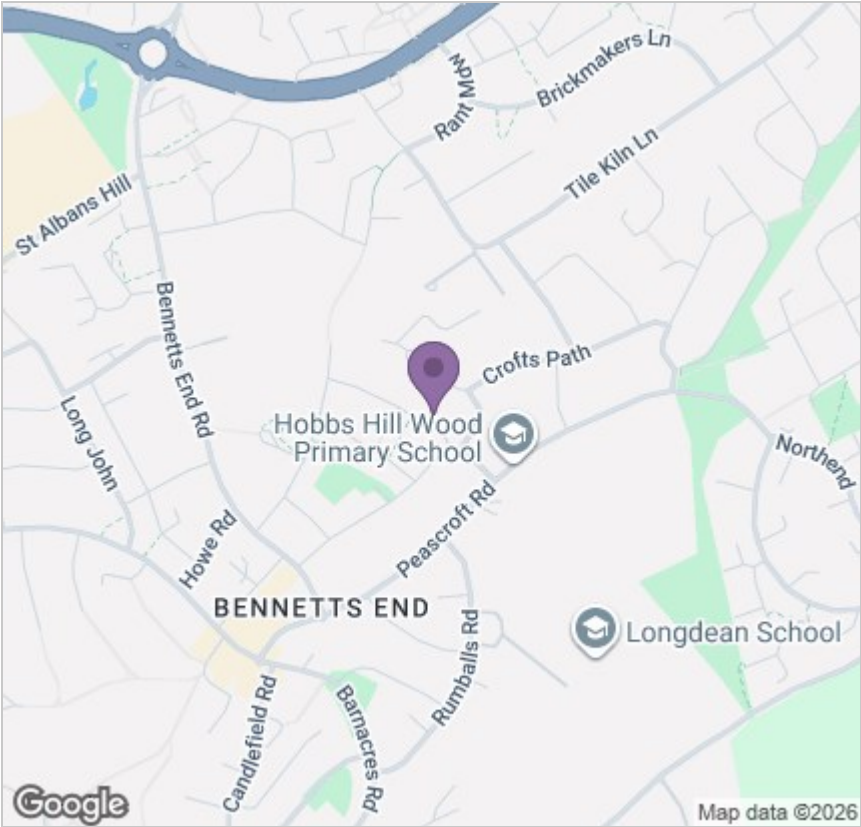 Brickmakers Ln
Rant Mdw
Tile Kiln Ln
St Albans Hill
Bennetts End Rd
Crofts Path
Long John
Hobbs Hill Wood
Primary School
Northend
Peascroft Rd
Howe Rd
BENNETTS END
Longdean School
Rumballs Rd
Barnacres Rd
Candlefield Rd
Google
Map data ©2026